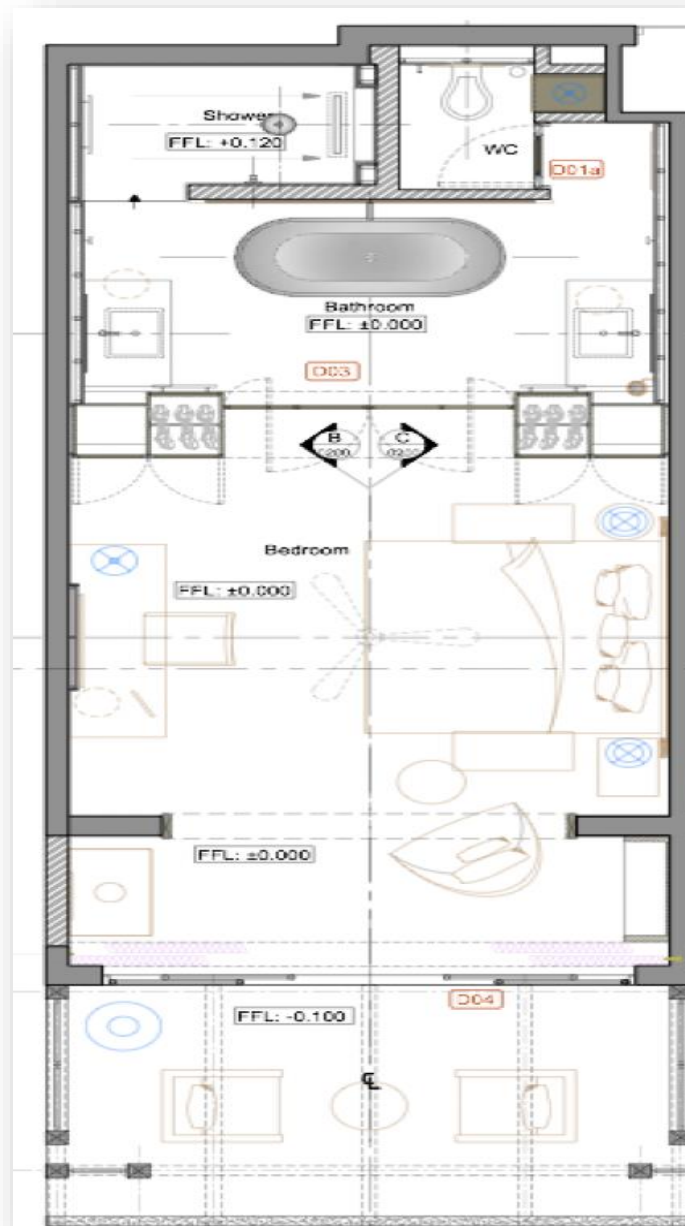 Shower
FFL: +0.120
WC
D01a
Bathroom
FFL: ±0.000
D03
B
C
Bedroom
FFL: ±0.000
FFL: ±0.000
D04
FFL: -0.100
℄